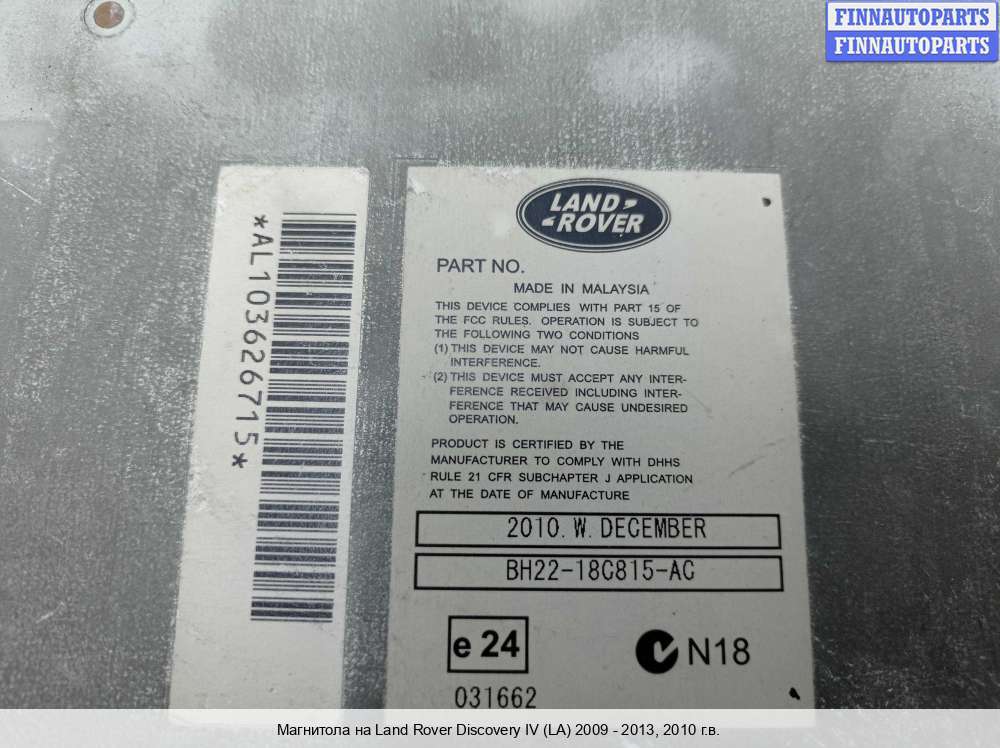 FINNAUTOPARTS
FINNAUTOPARTS
*AL103626715*
LAND
ROVER
PART NO.
MADE IN MALAYSIA
THIS DEVICE COMPLIES WITH PART 15 OF
THE FCC RULES. OPERATION IS SUBJECT TO
THE FOLLOWING TWO CONDITIONS
(1) THIS DEVICE MAY NOT CAUSE HARMFUL
INTERFERENCE.
(2) THIS DEVICE MUST ACCEPT ANY INTER-
FERENCE RECEIVED INCLUDING INTER-
FERENCE THAT MAY CAUSE UNDESIRED
OPERATION.
PRODUCT IS CERTIFIED BY THE
MANUFACTURER TO COMPLY WITH DHHS
RULE 21 CFR SUBCHAPTER J APPLICATION
AT THE DATE OF MANUFACTURE
2010. W. DECEMBER
BH22-18C815-AC
e 24
N18
031662
Магнитола на Land Rover Discovery IV (LA) 2009 - 2013, 2010 г.в.